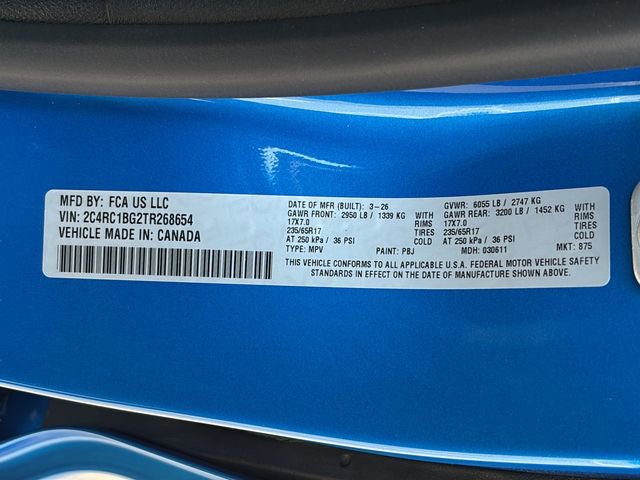 MFD BY: FCA US LLC
VIN: 2C4RC1BG2TR268654
VEHICLE MADE IN: CANADA
DATE OF MFR (BUILT): 3-26
GAWR FRONT: 2950 LB / 1339 KG WITH
17X7.0 RIMS
235/65R17 TIRES
AT 250 kPa / 36 PSI COLD
TYPE: MPV PAINT: PBJ
GVWR: 6055 LB / 2747 KG
GAWR REAR: 3200 LB / 1452 KG WITH
17X7.0 RIMS
235/65R17 TIRES
AT 250 kPa / 36 PSI COLD
MDH: 030611 MKT: 875
THIS VEHICLE CONFORMS TO ALL APPLICABLE U.S.A. FEDERAL MOTOR VEHICLE SAFETY
STANDARDS IN EFFECT ON THE DATE OF MANUFACTURE SHOWN ABOVE.